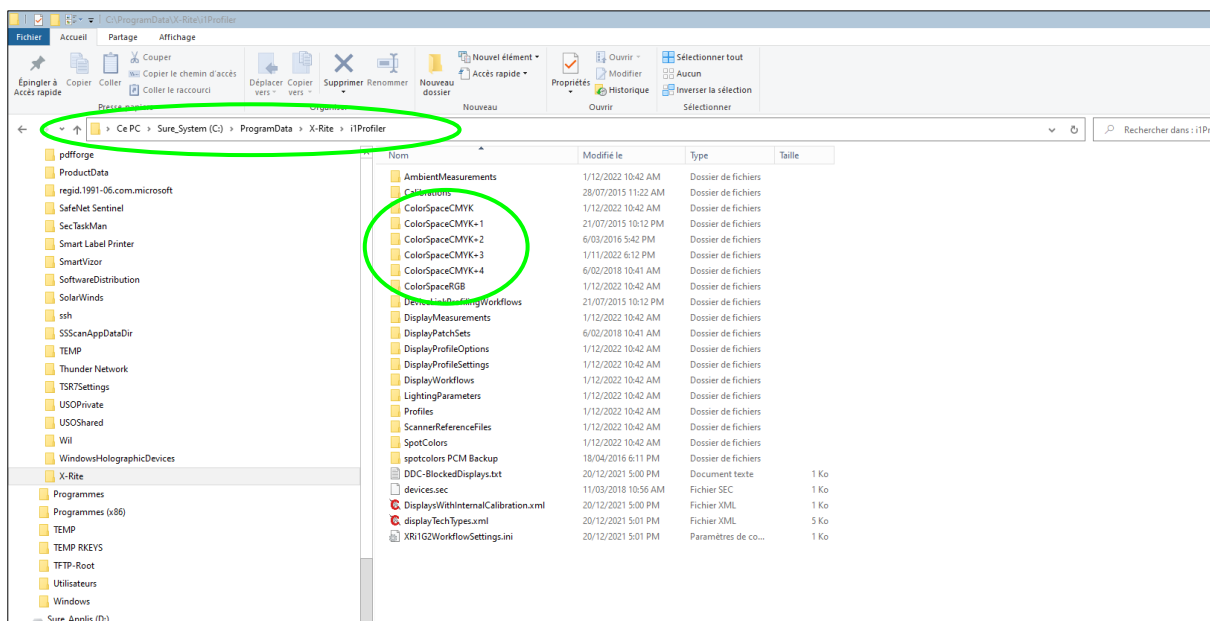 C:\ProgramData\X-Rite\i1Profiler
Fichier Accueil Partage Affichage
Épingler à Accès rapide
Copier
Coller
Couper
Copier le chemin d'accès
Coller le raccourci
Presse-papiers
Déplacer vers
Copier vers
Supprimer
Renommer
Organiser
Nouveau dossier
Nouvel élément
Accès rapide
Nouveau
Propriétés
Ouvrir
Modifier
Historique
Ouvrir
Sélectionner tout
Aucun
Inverser la sélection
Sélectionner
Ce PC > Sure_System (C:) > ProgramData > X-Rite > i1Profiler
Rechercher dans : i1Pr
pdfforge
ProductData
regid.1991-06.com.microsoft
SafeNet Sentinel
SecTaskMan
Smart Label Printer
SmartVizor
SoftwareDistribution
SolarWinds
ssh
SSScanAppDataDir
TEMP
Thunder Network
TSR7Settings
USOPrivate
USOShared
Wil
WindowsHolographicDevices
X-Rite
Programmes
Programmes (x86)
TEMP
TEMP RKEYS
TFTP-Root
Utilisateurs
Windows
Sure_Applis (D:)
Nom Modifié le Type Taille
AmbientMeasurements 1/12/2022 10:42 AM Dossier de fichiers
Calibrations 28/07/2015 11:22 AM Dossier de fichiers
ColorSpaceCMYK 1/12/2022 10:42 AM Dossier de fichiers
ColorSpaceCMYK+1 21/07/2015 10:12 PM Dossier de fichiers
ColorSpaceCMYK+2 6/03/2016 5:42 PM Dossier de fichiers
ColorSpaceCMYK+3 1/11/2022 6:12 PM Dossier de fichiers
ColorSpaceCMYK+4 6/02/2018 10:41 AM Dossier de fichiers
ColorSpaceRGB 1/12/2022 10:42 AM Dossier de fichiers
DeviceLinkProfilingWorkflows 21/07/2015 10:12 PM Dossier de fichiers
DisplayMeasurements 1/12/2022 10:42 AM Dossier de fichiers
DisplayPatchSets 6/02/2018 10:41 AM Dossier de fichiers
DisplayProfileOptions 1/12/2022 10:42 AM Dossier de fichiers
DisplayProfileSettings 1/12/2022 10:42 AM Dossier de fichiers
DisplayWorkflows 1/12/2022 10:42 AM Dossier de fichiers
LightingParameters 1/12/2022 10:42 AM Dossier de fichiers
Profiles 1/12/2022 10:42 AM Dossier de fichiers
ScannerReferenceFiles 1/12/2022 10:42 AM Dossier de fichiers
SpotColors 1/12/2022 10:42 AM Dossier de fichiers
spotcolors PCM Backup 18/04/2016 6:11 PM Dossier de fichiers
DDC-BlockedDisplays.txt 20/12/2021 5:00 PM Document texte 1 Ko
devices.sec 11/03/2018 10:56 AM Fichier SEC 1 Ko
DisplaysWithInternalCalibration.xml 20/12/2021 5:00 PM Fichier XML 1 Ko
displayTechTypes.xml 20/12/2021 5:01 PM Fichier XML 5 Ko
XRi1G2WorkflowSettings.ini 20/12/2021 5:01 PM Paramètres de co... 1 Ko